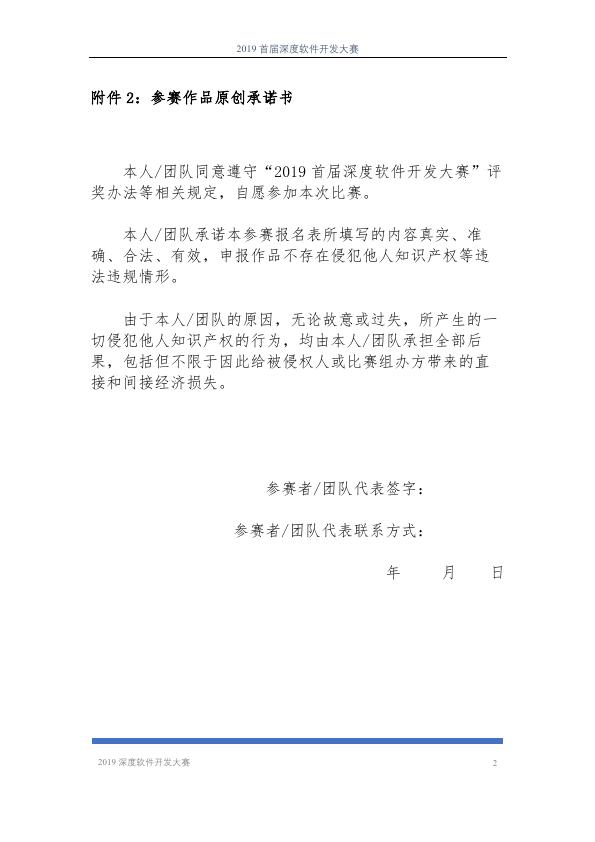 2019 首届深度软件开发大赛
附件 2：参赛作品原创承诺书
本人/团队同意遵守“2019 首届深度软件开发大赛”评
奖办法等相关规定，自愿参加本次比赛。
本人/团队承诺本参赛报名表所填写的内容真实、准
确、合法、有效，申报作品不存在侵犯他人知识产权等违
法违规情形。
由于本人/团队的原因，无论故意或过失，所产生的一
切侵犯他人知识产权的行为，均由本人/团队承担全部后
果，包括但不限于因此给被侵权人或比赛组办方带来的直
接和间接经济损失。
参赛者/团队代表签字：
参赛者/团队代表联系方式：
年 月 日
2019 深度软件开发大赛 2